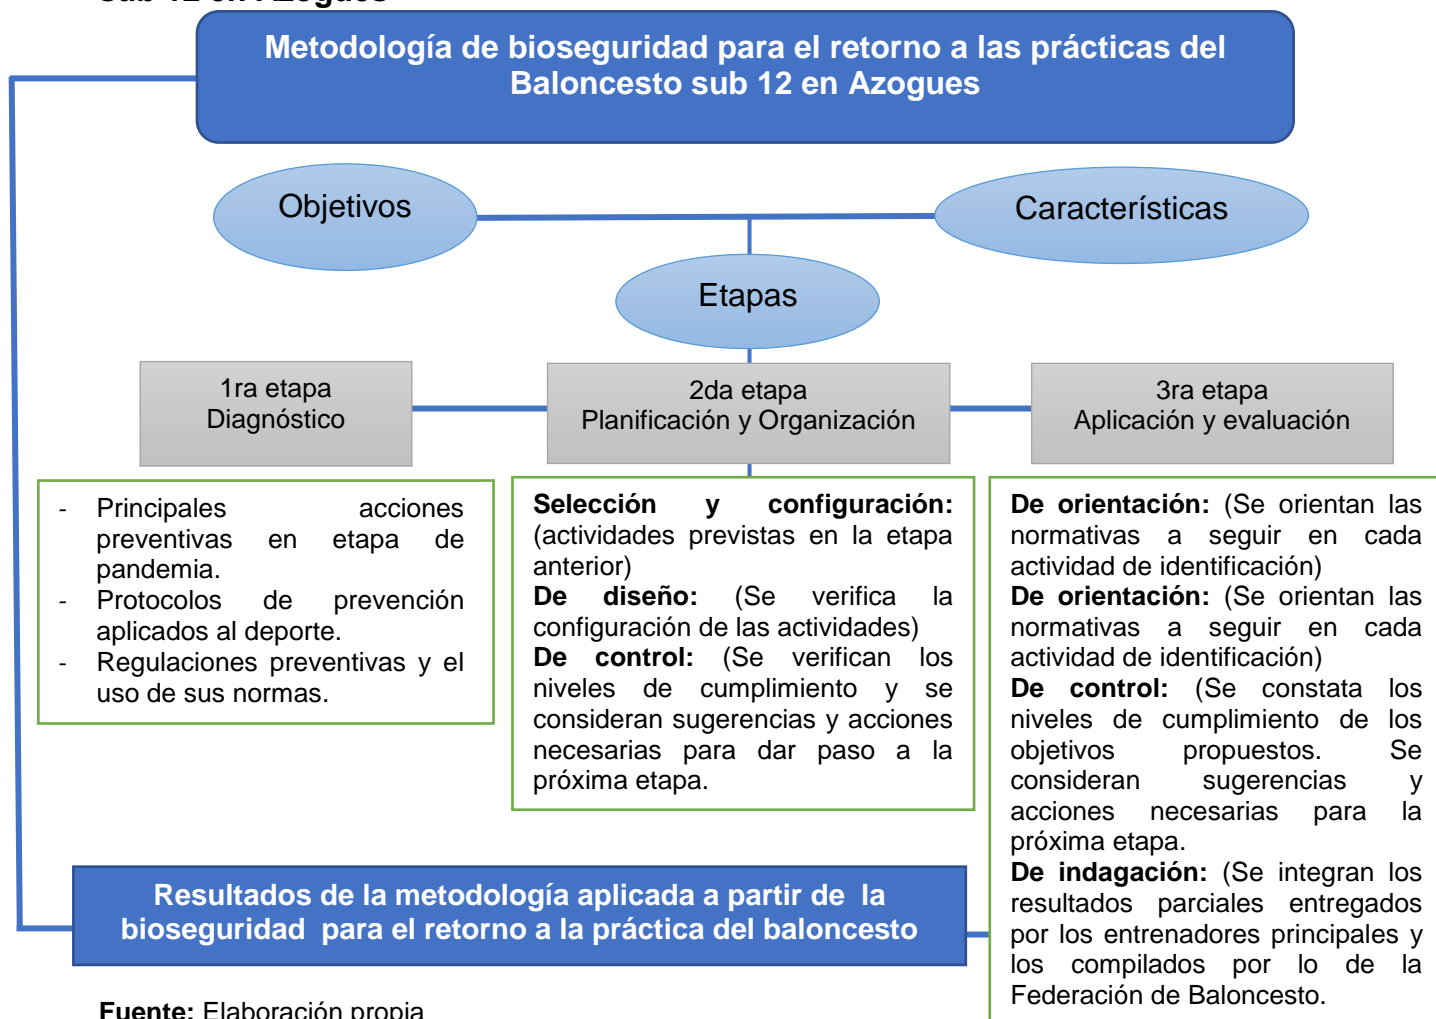 sub 12 en Azogues
Metodología de bioseguridad para el retorno a las prácticas del
Baloncesto sub 12 en Azogues
Objetivos
Características
Etapas
1ra etapa
Diagnóstico
2da etapa
Planificación y Organización
3ra etapa
Aplicación y evaluación
- Principales acciones
preventivas en etapa de
pandemia.
- Protocolos de prevención
aplicados al deporte.
- Regulaciones preventivas y el
uso de sus normas.
Selección y configuración:
(actividades previstas en la etapa
anterior)
De diseño: (Se verifica la
configuración de las actividades)
De control: (Se verifican los
niveles de cumplimiento y se
consideran sugerencias y acciones
necesarias para dar paso a la
próxima etapa.
De orientación: (Se orientan las
normativas a seguir en cada
actividad de identificación)
De orientación: (Se orientan las
normativas a seguir en cada
actividad de identificación)
De control: (Se constata los
niveles de cumplimiento de los
objetivos propuestos. Se
consideran sugerencias y
acciones necesarias para la
próxima etapa.
De indagación: (Se integran los
resultados parciales entregados
por los entrenadores principales y
los compilados por lo de la
Federación de Baloncesto.
Resultados de la metodología aplicada a partir de la
bioseguridad para el retorno a la práctica del baloncesto
Fuente: Elaboración propia